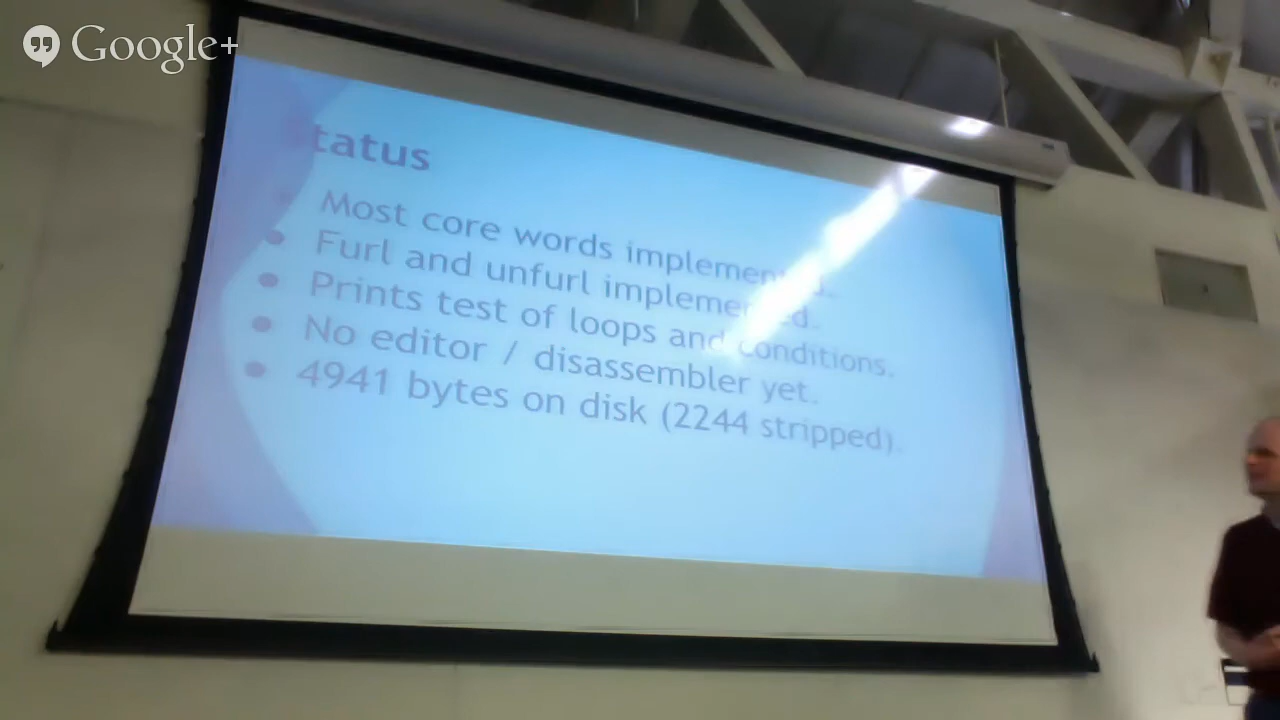 Google+
Status
Most core words implemented.
Furl and unfurl implemented.
Prints test of loops and conditions.
No editor / disassembler yet.
4941 bytes on disk (2244 stripped).